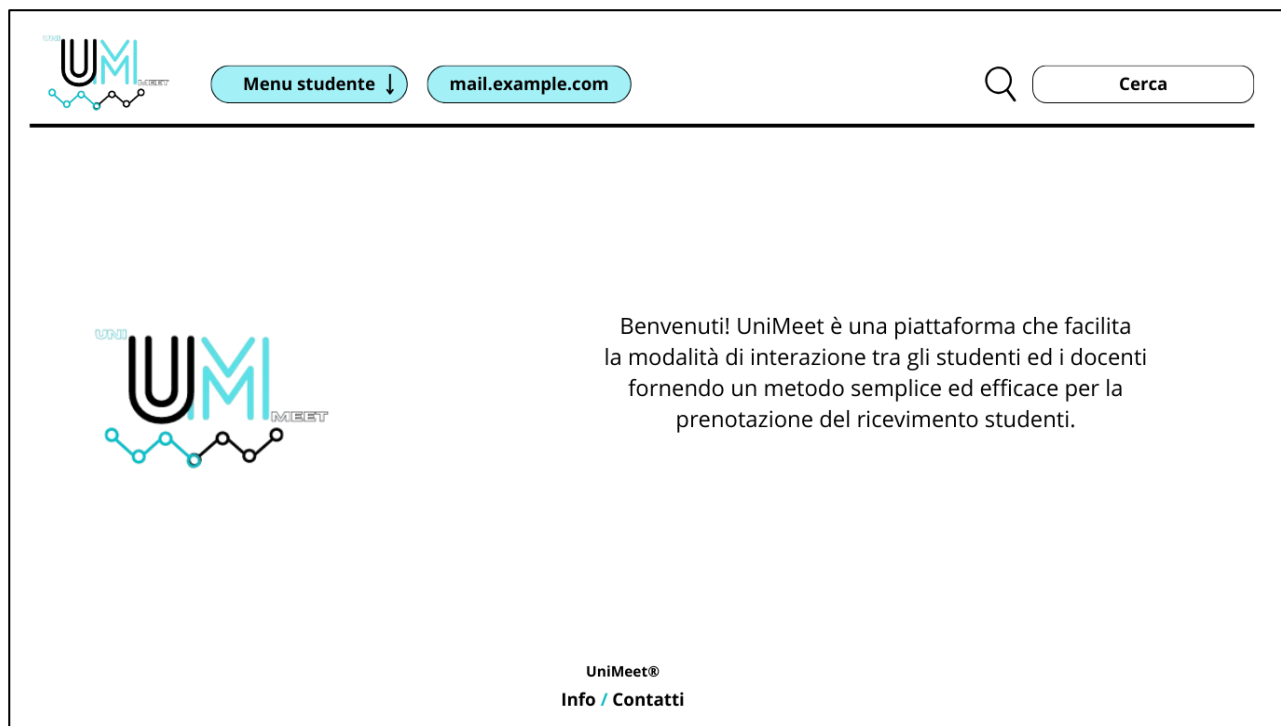 UNI
UM
MEET
Menu studente ↓
mail.example.com
Cerca
UNI
UM
MEET
Benvenuti! UniMeet è una piattaforma che facilita
la modalità di interazione tra gli studenti ed i docenti
fornendo un metodo semplice ed efficace per la
prenotazione del ricevimento studenti.
UniMeet®
Info / Contatti